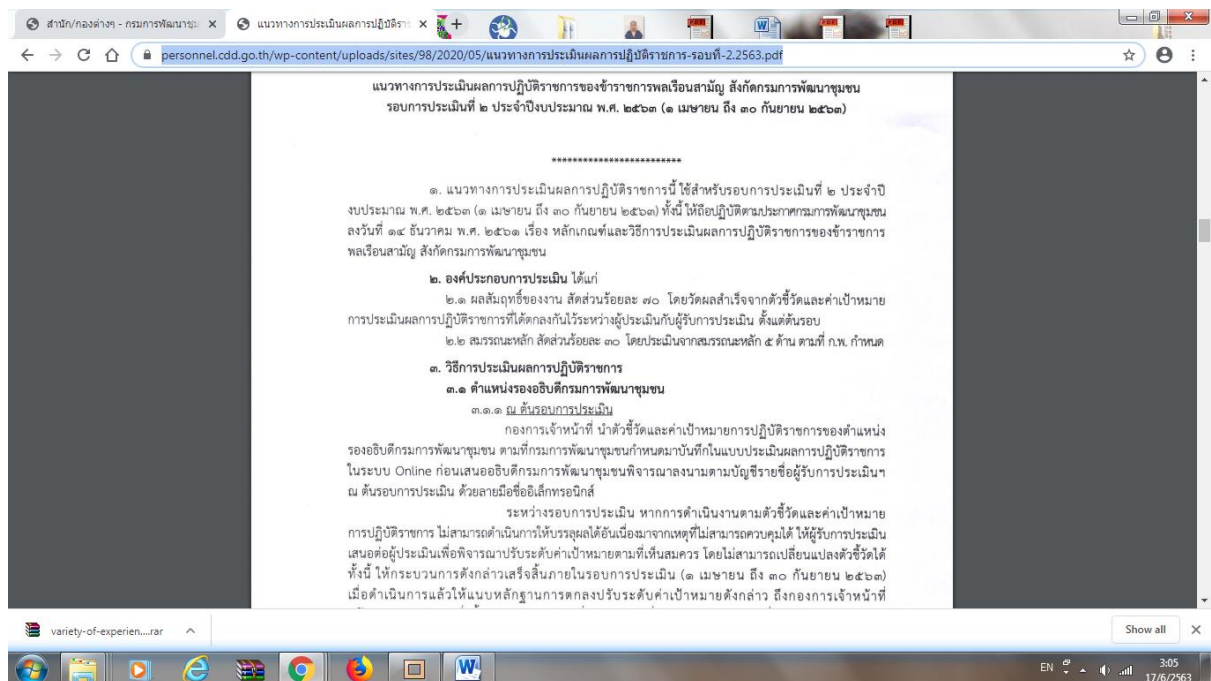 สำนัก/กองต่างๆ - กรมการพัฒนาชุม
แนวทางการประเมินผลการปฏิบัติรา
personnel.cdd.go.th/wp-content/uploads/sites/98/2020/05/แนวทางการประเมินผลการปฏิบัติราชการ-รอบที่-2.2563.pdf
แนวทางการประเมินผลการปฏิบัติราชการของข้าราชการพลเรือนสามัญ สังกัดกรมการพัฒนาชุมชน
รอบการประเมินที่ ๒ ประจำปีงบประมาณ พ.ศ. ๒๕๖๓ (๑ เมษายน ถึง ๓๐ กันยายน ๒๕๖๓)
*************************
๑. แนวทางการประเมินผลการปฏิบัติราชการนี้ ใช้สำหรับรอบการประเมินที่ ๒ ประจำปี
งบประมาณ พ.ศ. ๒๕๖๓ (๑ เมษายน ถึง ๓๐ กันยายน ๒๕๖๓) ทั้งนี้ ให้ถือปฏิบัติตามประกาศกรมการพัฒนาชุมชน
ลงวันที่ ๑๔ ธันวาคม พ.ศ. ๒๕๖๑ เรื่อง หลักเกณฑ์และวิธีการประเมินผลการปฏิบัติราชการของข้าราชการ
พลเรือนสามัญ สังกัดกรมการพัฒนาชุมชน
๒. องค์ประกอบการประเมิน ได้แก่
๒.๑ ผลสัมฤทธิ์ของงาน สัดส่วนร้อยละ ๗๐ โดยวัดผลสำเร็จจากตัวชี้วัดและค่าเป้าหมาย
การประเมินผลการปฏิบัติราชการที่ได้ตกลงกันไว้ระหว่างผู้ประเมินกับผู้รับการประเมิน ตั้งแต่ต้นรอบ
๒.๒ สมรรถนะหลัก สัดส่วนร้อยละ ๓๐ โดยประเมินจากสมรรถนะหลัก ๕ ด้าน ตามที่ ก.พ. กำหนด
๓. วิธีการประเมินผลการปฏิบัติราชการ
๓.๑ ตำแหน่งรองอธิบดีกรมการพัฒนาชุมชน
๓.๑.๑ ณ ต้นรอบการประเมิน
กองการเจ้าหน้าที่ นำตัวชี้วัดและค่าเป้าหมายการปฏิบัติราชการของตำแหน่ง
รองอธิบดีกรมการพัฒนาชุมชน ตามที่กรมการพัฒนาชุมชนกำหนดมาบันทึกในแบบประเมินผลการปฏิบัติราชการ
ในระบบ Online ก่อนเสนออธิบดีกรมการพัฒนาชุมชนพิจารณาลงนามตามบัญชีรายชื่อผู้รับการประเมินฯ
ณ ต้นรอบการประเมิน ด้วยลายมือชื่ออิเล็กทรอนิกส์
ระหว่างรอบการประเมิน หากการดำเนินงานตามตัวชี้วัดและค่าเป้าหมาย
การปฏิบัติราชการ ไม่สามารถดำเนินการให้บรรลุผลได้อันเนื่องมาจากเหตุที่ไม่สามารถควบคุมได้ ให้ผู้รับการประเมิน
เสนอต่อผู้ประเมินเพื่อพิจารณาปรับระดับค่าเป้าหมายตามที่เห็นสมควร โดยไม่สามารถเปลี่ยนแปลงตัวชี้วัดได้
ทั้งนี้ ให้กระบวนการดังกล่าวเสร็จสิ้นภายในรอบการประเมิน (๑ เมษายน ถึง ๓๐ กันยายน ๒๕๖๓)
เมื่อดำเนินการแล้วให้แนบหลักฐานการตกลงปรับระดับค่าเป้าหมายดังกล่าว ถึงกองการเจ้าหน้าที่
variety-of-experien....rar
Show all
EN
3:05
17/6/2563